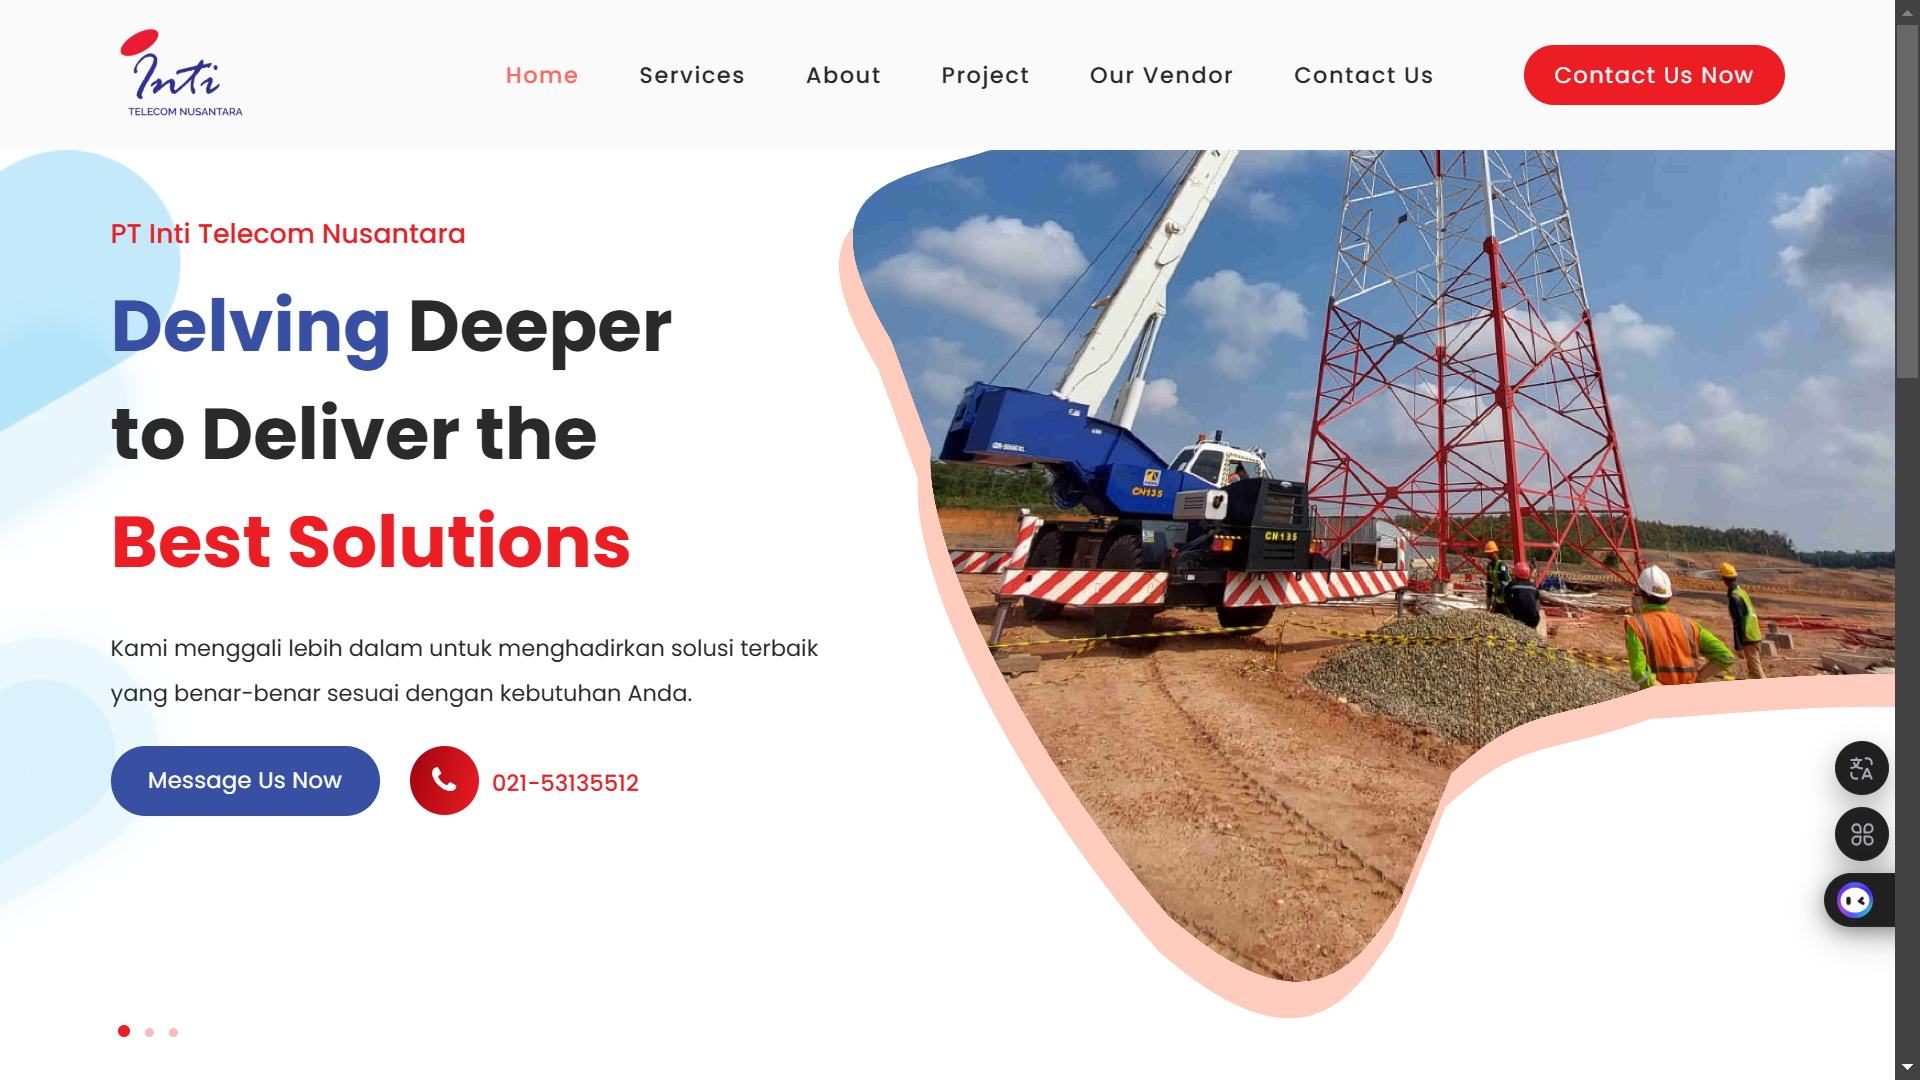 Inti
TELECOM NUSANTARA
Home
Services
About
Project
Our Vendor
Contact Us
Contact Us Now
PT Inti Telecom Nusantara
Delving Deeper
to Deliver the
Best Solutions
Kami menggali lebih dalam untuk menghadirkan solusi terbaik
yang benar-benar sesuai dengan kebutuhan Anda.
Message Us Now
021-53135512
CN135
CN135